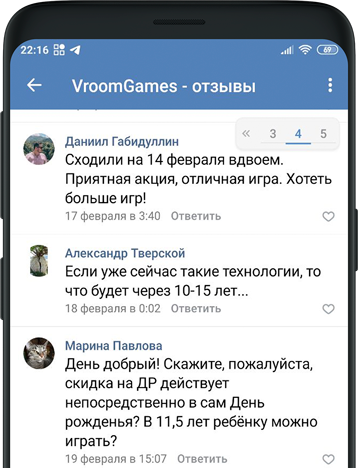 22:16
69
VroomGames - отзывы
« 3 4 5
Даниил Габидуллин
Сходили на 14 февраля вдвоем.
Приятная акция, отличная игра. Хотеть
больше игр!
17 февраля в 3:40 Ответить
Александр Тверской
Если уже сейчас такие технологии, то
что будет через 10-15 лет...
18 февраля в 0:02 Ответить
Марина Павлова
День добрый! Скажите, пожалуйста,
скидка на ДР действует
непосредственно в сам День
рожденья? В 11,5 лет ребёнку можно
играть?
19 февраля в 15:07 Ответить